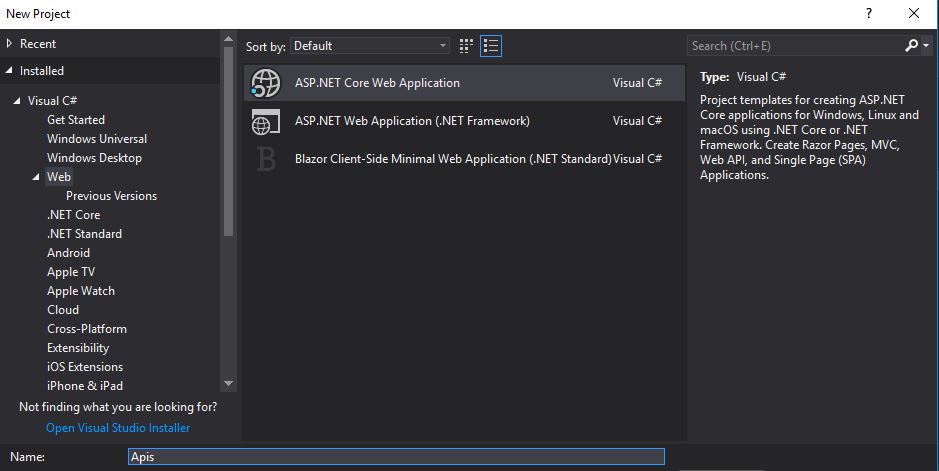 New Project
?
Recent
Installed
Visual C#
Get Started
Windows Universal
Windows Desktop
Web
Previous Versions
.NET Core
.NET Standard
Android
Apple TV
Apple Watch
Cloud
Cross-Platform
Extensibility
iOS Extensions
iPhone & iPad
Not finding what you are looking for?
Open Visual Studio Installer
Sort by: Default
ASP.NET Core Web Application Visual C#
ASP.NET Web Application (.NET Framework) Visual C#
Blazor Client-Side Minimal Web Application (.NET Standard) Visual C#
Search (Ctrl+E)
Type: Visual C#
Project templates for creating ASP.NET
Core applications for Windows, Linux and
macOS using .NET Core or .NET
Framework. Create Razor Pages, MVC,
Web API, and Single Page (SPA)
Applications.
Name: Apis